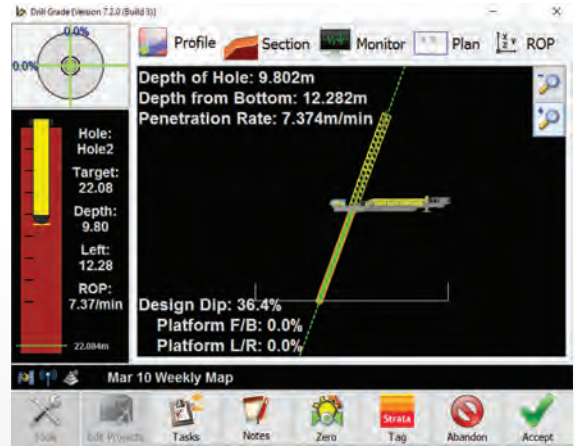 Drill Grade [Version 7.2.0 (Build 3)]
0.0%
0.0%
Profile
Section
Monitor
Plan
ROP
Depth of Hole: 9.802m
Depth from Bottom: 12.282m
Penetration Rate: 7.374m/min
Hole:
Hole2
Target:
22.08
Depth:
9.80
Left:
12.28
ROP:
7.37/min
22.084m
Design Dip: 36.4%
Platform F/B: 0.0%
Platform L/R: 0.0%
Mar 10 Weekly Map
Edit Projects
Tasks
Notes
Zero
Strata
Tag
Abandon
Accept